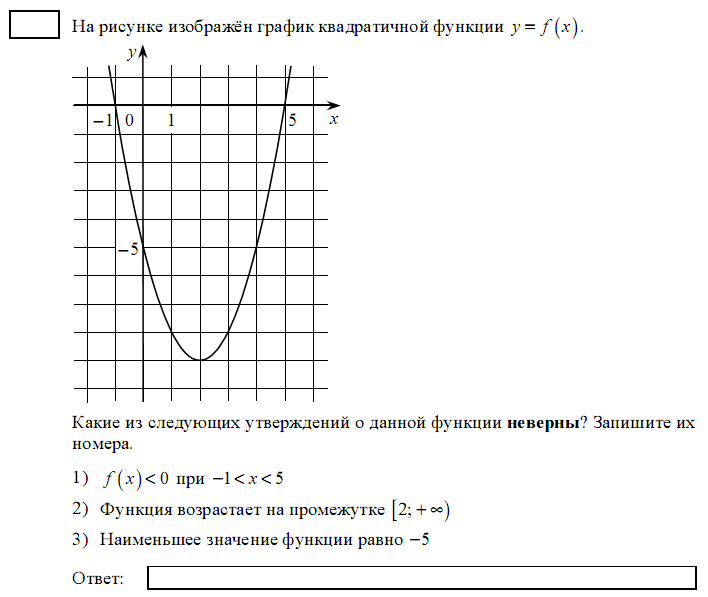 На рисунке изображён график квадратичной функции y = f(x).
y
−1 0 1 5 x
−5
Какие из следующих утверждений о данной функции неверны? Запишите их
номера.
1) f(x) < 0 при −1 < x < 5
2) Функция возрастает на промежутке [2; +∞)
3) Наименьшее значение функции равно −5
Ответ: